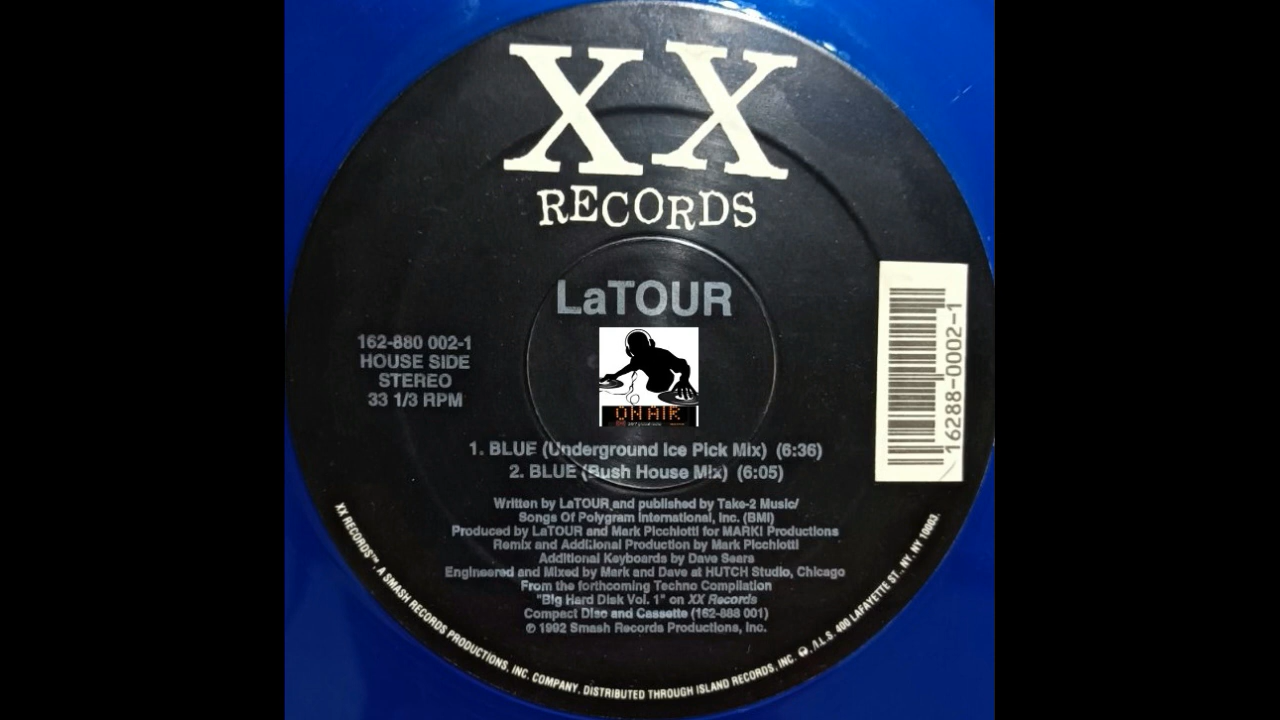 XX
RECORDS
LaTOUR
162-880 002-1
HOUSE SIDE
STEREO
33 1/3 RPM
ON AIR
16288-0002-1
1. BLUE (Underground Ice Pick Mix) (6:36)
2. BLUE (Bush House Mix) (6:05)
Written by LaTOUR and published by Take-2 Music/
Songs Of Polygram International, Inc. (BMI)
Produced by LaTOUR and Mark Picchiotti for MARK! Productions
Remix and Additional Production by Mark Picchiotti
Additional Keyboards by Dave Sears
Engineered and Mixed by Mark and Dave at HUTCH Studio, Chicago
From the forthcoming Techno Compilation
"Big Hard Disk Vol. 1" on XX Records
Compact Disc and Cassette (162-888 001)
℗ 1992 Smash Records Productions, Inc.
XX RECORDS™, A SMASH RECORDS PRODUCTIONS, INC. COMPANY. DISTRIBUTED THROUGH ISLAND RECORDS, INC. 400 LAFAYETTE ST., NY, NY 10003.